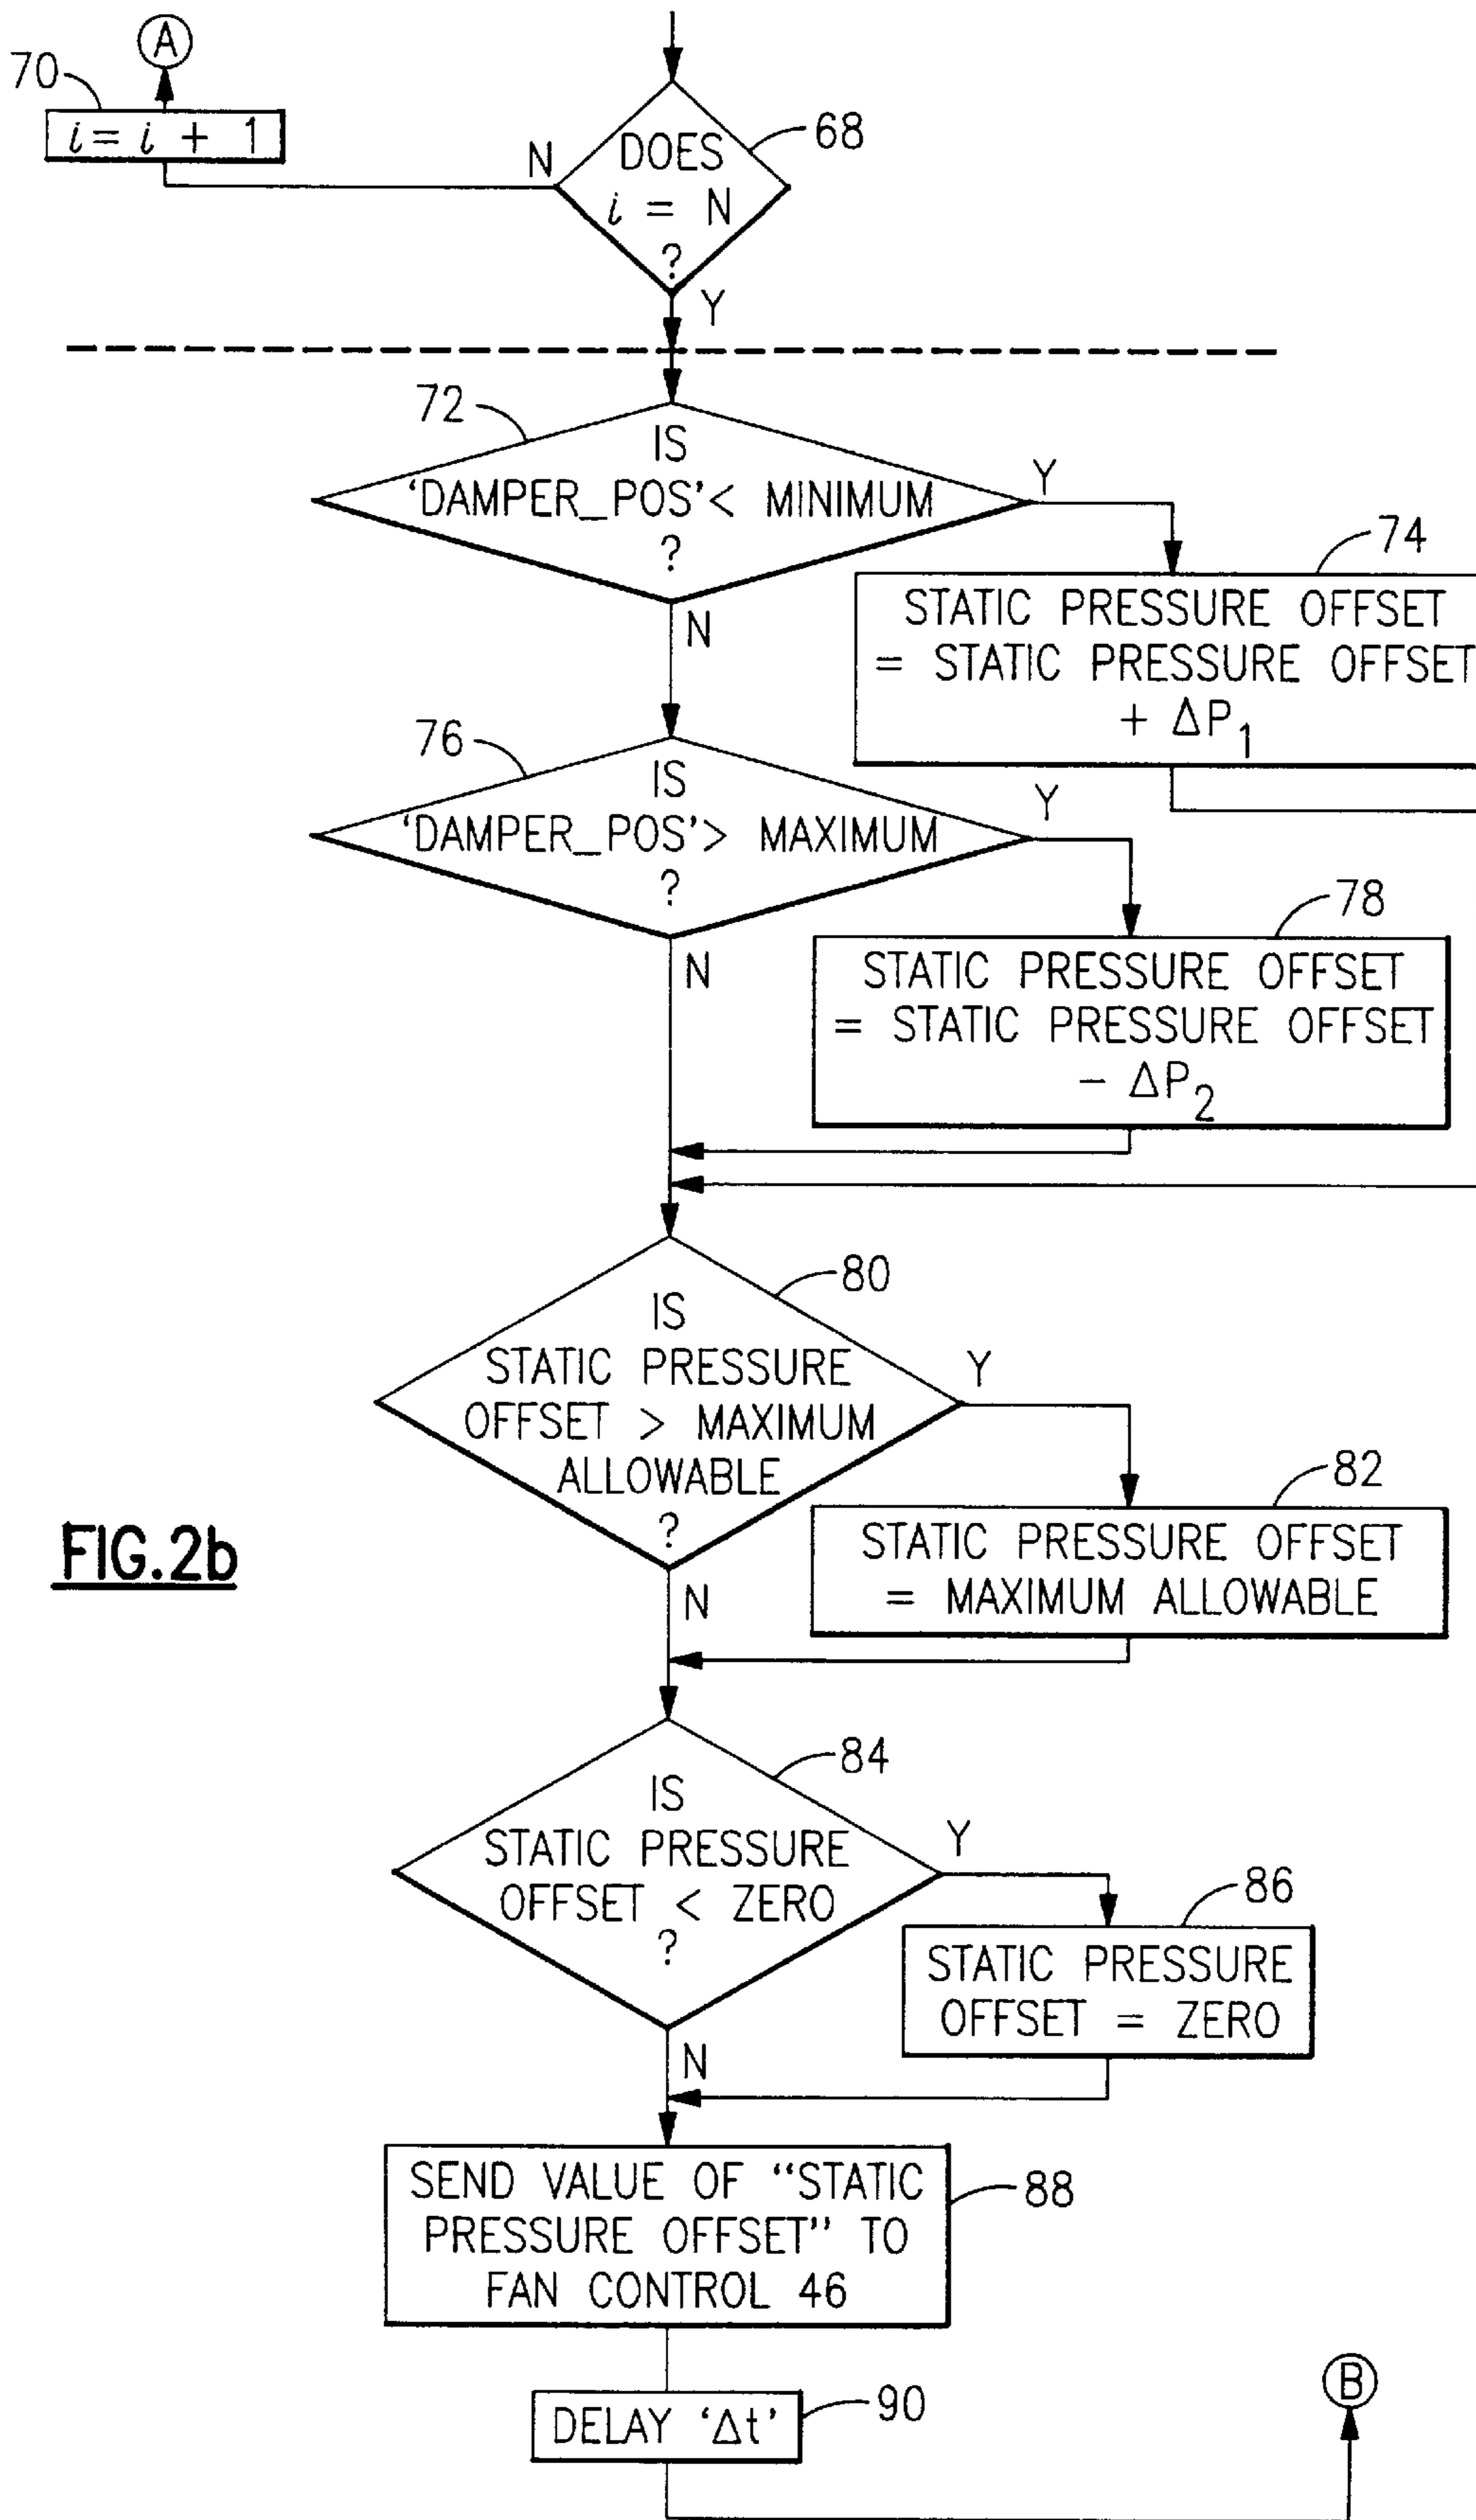 A
70
i = i + 1
N
DOES
i = N
?
68
Y
72
IS
'DAMPER_POS'< MINIMUM
?
Y
N
74
STATIC PRESSURE OFFSET
= STATIC PRESSURE OFFSET
+ ΔP1
76
IS
'DAMPER_POS'> MAXIMUM
?
Y
N
78
STATIC PRESSURE OFFSET
= STATIC PRESSURE OFFSET
− ΔP2
80
IS
STATIC PRESSURE
OFFSET > MAXIMUM
ALLOWABLE
?
Y
N
82
STATIC PRESSURE OFFSET
= MAXIMUM ALLOWABLE
FIG.2b
84
IS
STATIC PRESSURE
OFFSET < ZERO
?
Y
N
86
STATIC PRESSURE
OFFSET = ZERO
SEND VALUE OF “STATIC
PRESSURE OFFSET” TO
FAN CONTROL 46
88
DELAY ‘Δt’
90
B